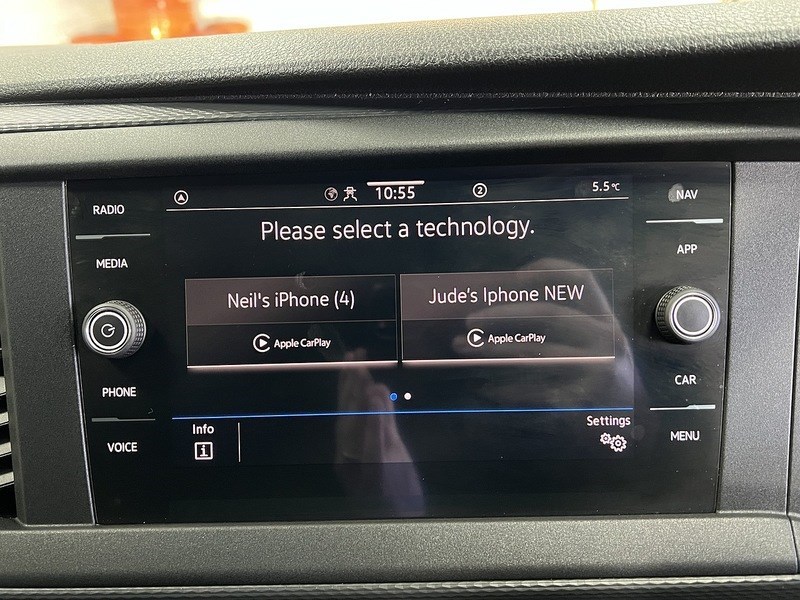 RADIO
MEDIA
PHONE
VOICE
10:55
2
5.5°C
Please select a technology.
Neil's iPhone (4)
Apple CarPlay
Jude's Iphone NEW
Apple CarPlay
Info
i
Settings
NAV
APP
CAR
MENU